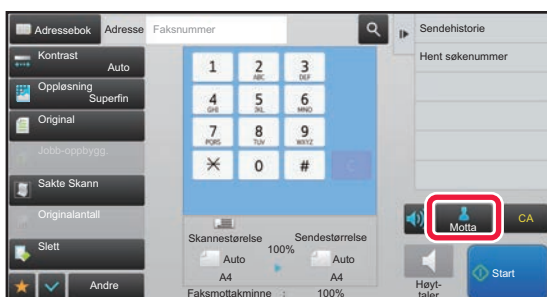 Adressebok
Adresse
Faksnummer
Kontrast
Auto
Oppløsning
Superfin
Original
Jobb-oppbygg.
Sakte Skann
Originalantall
Slett
Andre
1
2
ABC
3
DEF
4
GHI
5
JKL
6
MNO
7
PQRS
8
TUV
9
WXYZ
0
#
C
Skannestørelse
100%
Sendestørrelse
Auto
A4
Auto
A4
Faksmottakminne : 100%
Sendehistorie
Hent søkenummer
Motta
CA
Høyt-
taler
Start